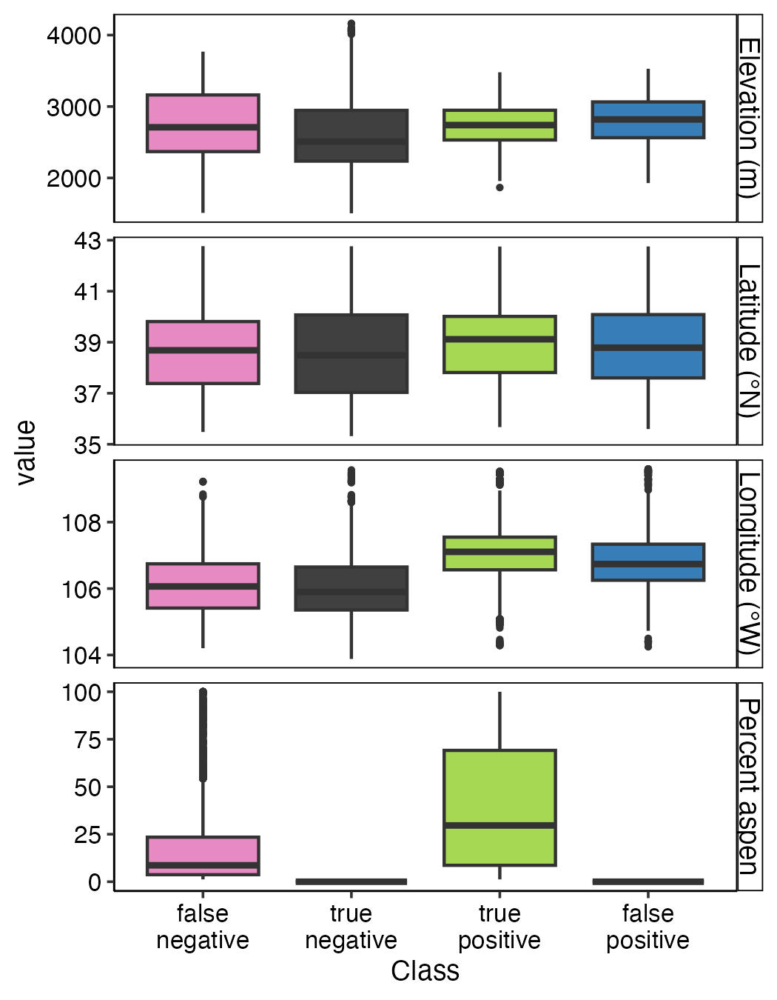 value
4000
3000
2000
Elevation (m)
43
41
39
37
35
Latitude (°N)
108
106
104
Longitude (°W)
100
75
50
25
0
Percent aspen
false
negative
true
negative
true
positive
false
positive
Class